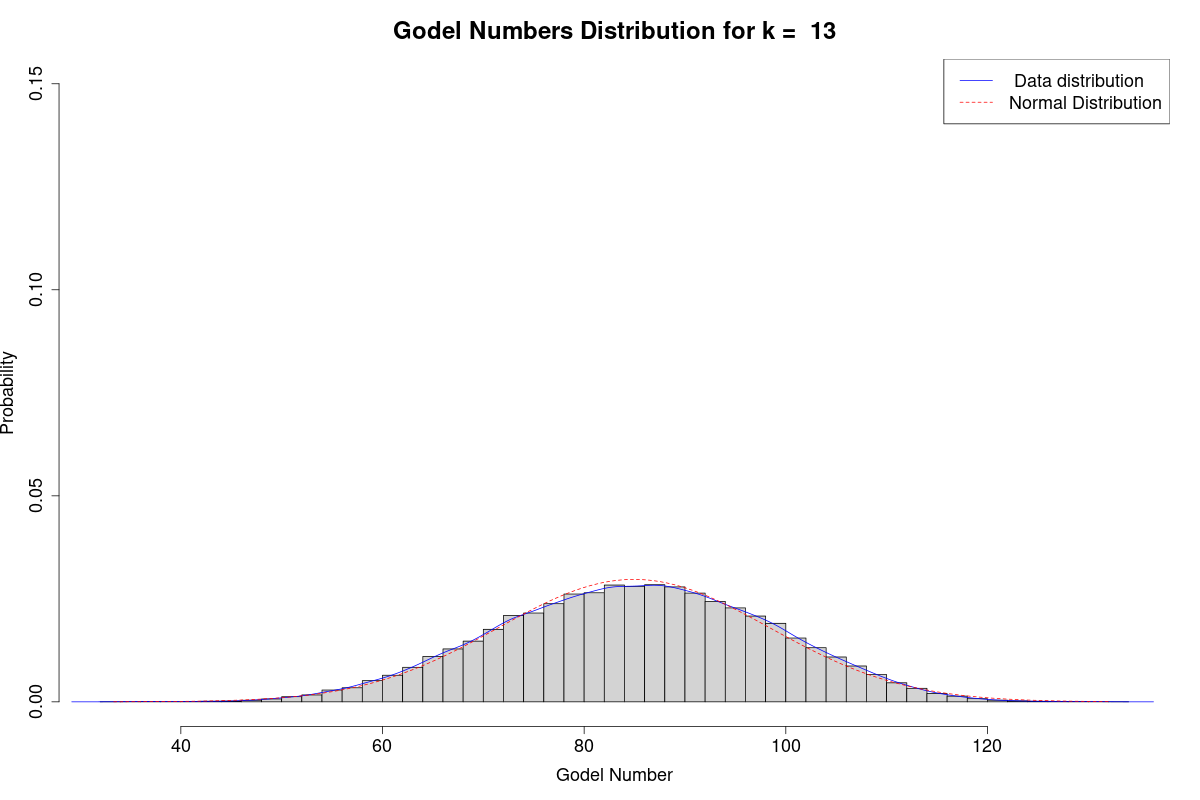 Godel Numbers Distribution for k =  13
Data distribution
Normal Distribution
Probability
0.15
0.10
0.05
0.00
40 60 80 100 120
Godel Number